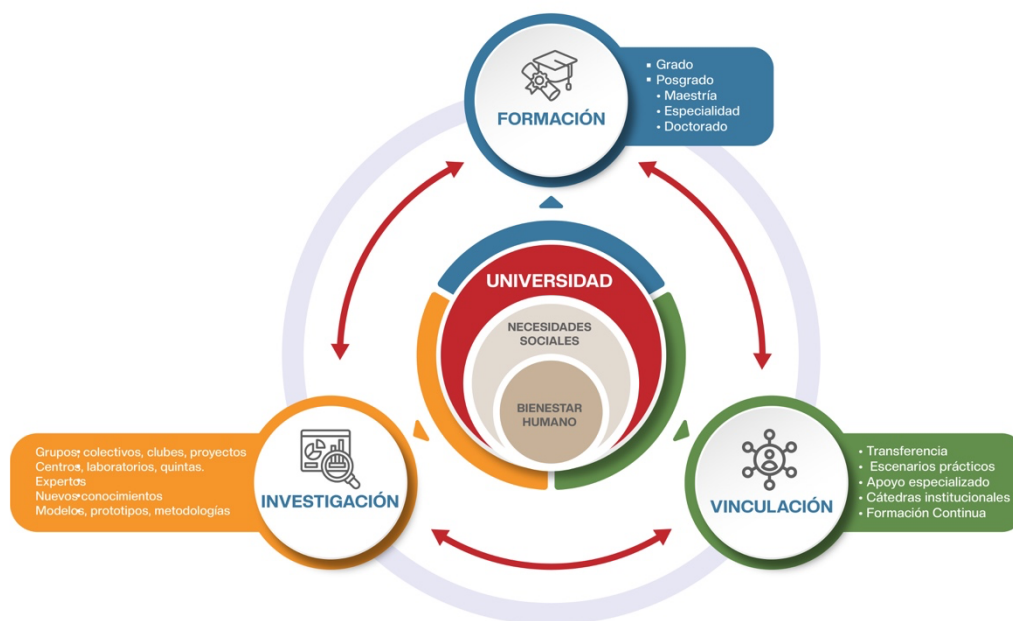 FORMACIÓN
▪ Grado
▪ Posgrado
• Maestría
• Especialidad
• Doctorado
UNIVERSIDAD
NECESIDADES
SOCIALES
BIENESTAR
HUMANO
Grupos, colectivos, clubes, proyectos
Centros, laboratorios, quintas.
Expertos
Nuevos conocimientos
Modelos, prototipos, metodologías
INVESTIGACIÓN
VINCULACIÓN
• Transferencia
• Escenarios prácticos
• Apoyo especializado
• Cátedras institucionales
• Formación Continua